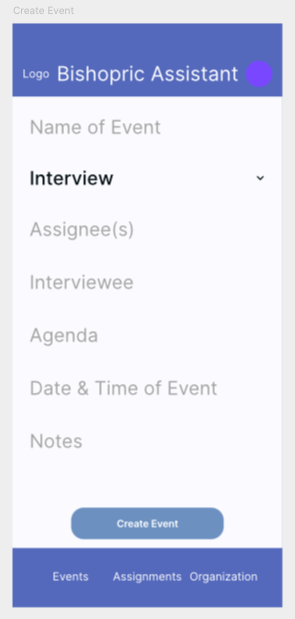 Create Event
Logo Bishopric Assistant
Name of Event
Interview
Assignee(s)
Interviewee
Agenda
Date & Time of Event
Notes
Create Event
Events Assignments Organization